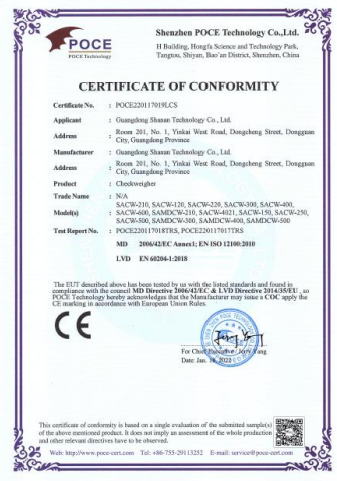 POCE
POCE Technology
Shenzhen POCE Technology Co.,Ltd.
H Building, Hongfa Science and Technology Park,
Tangtou, Shiyan, Bao'an District, Shenzhen, China
CERTIFICATE OF CONFORMITY
Certificate No. : POCE220117019LCS
Applicant : Guangdong Shanan Technology Co., Ltd.
Address : Room 201, No. 1, Yinkai West Road, Dongcheng Street, Dongguan
City, Guangdong Province
Manufacturer : Guangdong Shanan Technology Co., Ltd.
Address : Room 201, No. 1, Yinkai West Road, Dongcheng Street, Dongguan
City, Guangdong Province
Product : Checkweigher
Trade Name : N/A
Model(s) : SACW-210, SACW-120, SACW-220, SACW-300, SACW-400,
SACW-600, SAMDCW-210, SACW-4021, SACW-150, SACW-250,
SACW-500, SAMDCW-300, SAMDCW-400, SAMDCW-500
Test Report No. : POCE220117018TRS, POCE220117017TRS
MD 2006/42/EC Annex1; EN ISO 12100:2010
LVD EN 60204-1:2018
The EUT described above has been tested by us with the listed standards and found in
compliance with the council MD Directive 2006/42/EC & LVD Directive 2014/35/EU , so
POCE Technology hereby acknowledges that the Manufacturer may issue a COC apply the
CE marking in accordance with European Union Rules.
CE
For Chief Executive: Jerry Yang
Date: Jan. 18, 2022
This certificate of conformity is based on a single evaluation of the submitted sample(s)
of the above mentioned product. It does not imply an assessment of the whole production
and other relevant directives have to be observed.
Web: http://www.poce-cert.com Tel: +86-755-29113252 E-mail: service@poce-cert.com